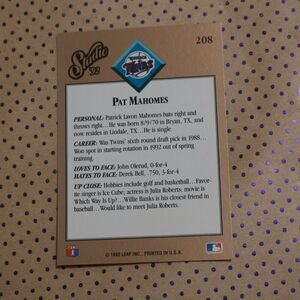 208
Studio
92
TWINS
PAT MAHOMES
PERSONAL: Patrick Lavon Mahomes bats right and
throws right...He was born 8/9/70 in Bryan, TX, and
now resides in Lindale, TX...He is single.
CAREER: Was Twins' sixth round draft pick in 1988...
Won spot in starting rotation in 1992 out of spring
training.
LOVES TO FACE: John Olerud, 0-for-4
HATES TO FACE: Derek Bell, .750, 3-for-4
UP CLOSE: Hobbies include golf and basketball...Favor-
ite singer is Ice Cube; actress is Julia Roberts; movie is
Which Way is Up?...Willie Banks is his closest friend in
baseball...Would like to meet Julia Roberts.
© 1992 LEAF INC., PRINTED IN U.S.A.